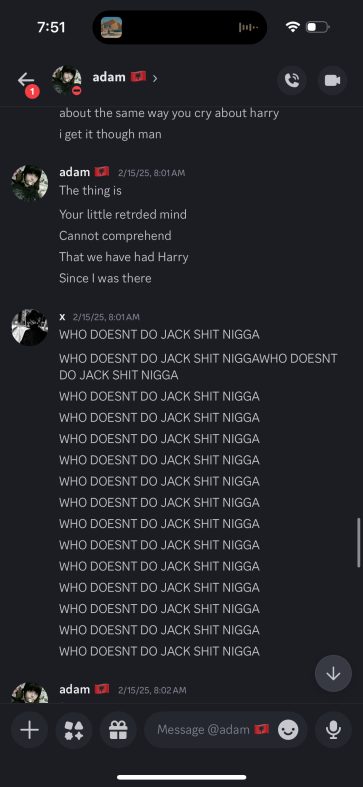 7:51
adam 🇦🇱 >
1
about the same way you cry about harry
i get it though man
adam 🇦🇱 2/15/25, 8:01 AM
The thing is
Your little retrded mind
Cannot comprehend
That we have had Harry
Since I was there
x 2/15/25, 8:01 AM
WHO DOESNT DO JACK SHIT NIGGA
WHO DOESNT DO JACK SHIT NIGGAWHO DOESNT
DO JACK SHIT NIGGA
WHO DOESNT DO JACK SHIT NIGGA
WHO DOESNT DO JACK SHIT NIGGA
WHO DOESNT DO JACK SHIT NIGGA
WHO DOESNT DO JACK SHIT NIGGA
WHO DOESNT DO JACK SHIT NIGGA
WHO DOESNT DO JACK SHIT NIGGA
WHO DOESNT DO JACK SHIT NIGGA
WHO DOESNT DO JACK SHIT NIGGA
WHO DOESNT DO JACK SHIT NIGGA
WHO DOESNT DO JACK SHIT NIGGA
WHO DOESNT DO JACK SHIT NIGGA
WHO DOESNT DO JACK SHIT NIGGA
WHO DOESNT DO JACK SHIT NIGGA
adam 🇦🇱 2/15/25, 8:02 AM
Message @adam 🇦🇱